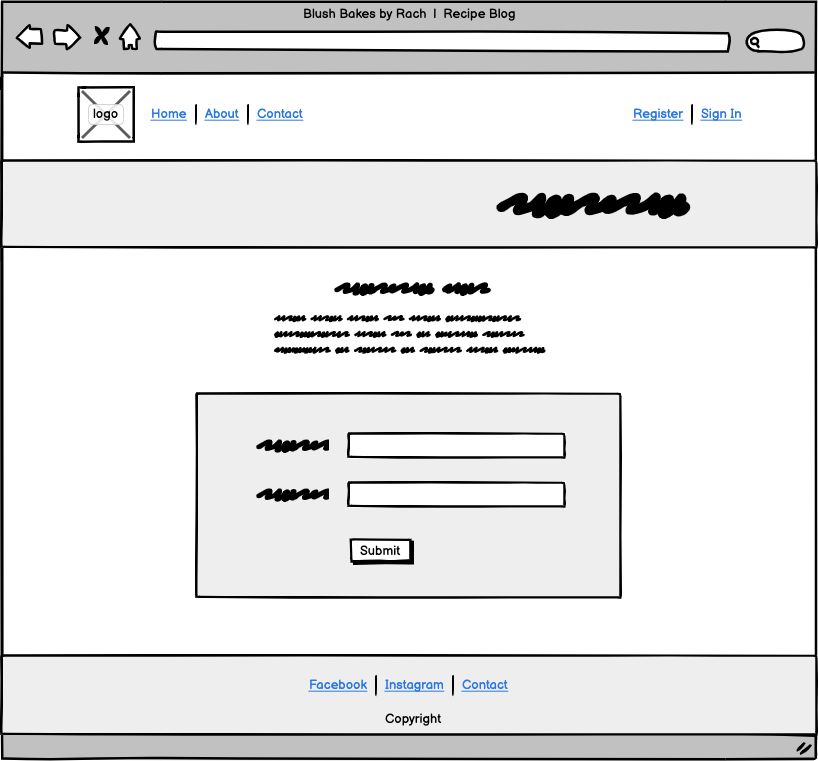 Blush Bakes by Rach | Recipe Blog
logo Home | About | Contact Register | Sign In
Submit
Facebook | Instagram | Contact
Copyright